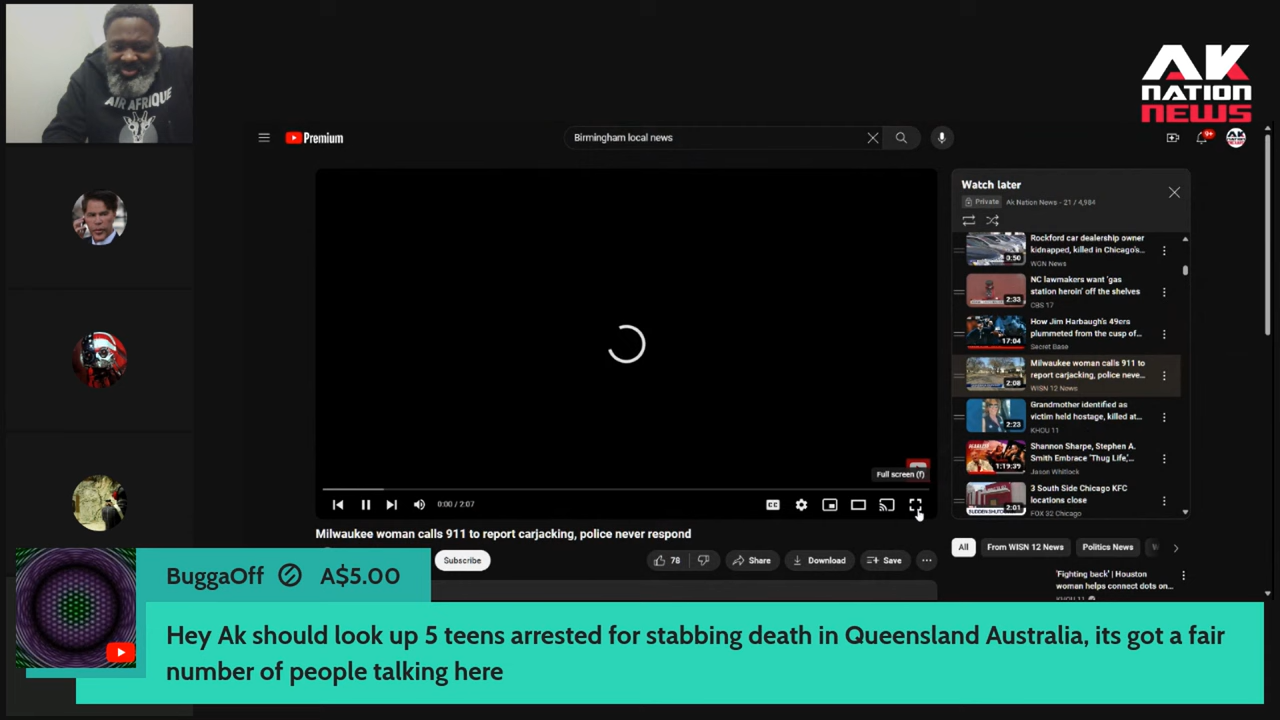 AIR AFRIQUE
AK
NATION
NEWS
Premium
Birmingham local news
9+
Watch later
Private Ak Nation News - 21 / 4,984
Rockford car dealership owner
kidnapped, killed in Chicago's...
WGN News
0:50
NC lawmakers want 'gas
station heroin' off the shelves
CBS 17
2:33
How Jim Harbaugh's 49ers
plummeted from the cusp of...
Secret Base
17:04
Milwaukee woman calls 911 to
report carjacking, police neve...
WISN 12 News
2:08
Grandmother identified as
victim held hostage, killed at...
KHOU 11
2:23
Shannon Sharpe, Stephen A.
Smith Embrace 'Thug Life,'...
Jason Whitlock
1:19:39
3 South Side Chicago KFC
locations close
FOX 32 Chicago
2:01
Full screen (f)
0:00 / 2:07
CC
Milwaukee woman calls 911 to report carjacking, police never respond
Subscribe
78
Share
Download
Save
All From WISN 12 News Politics News
'Fighting back' | Houston
woman helps connect dots on...
KHOU 11
BuggaOff A$5.00
Hey Ak should look up 5 teens arrested for stabbing death in Queensland Australia, its got a fair
number of people talking here